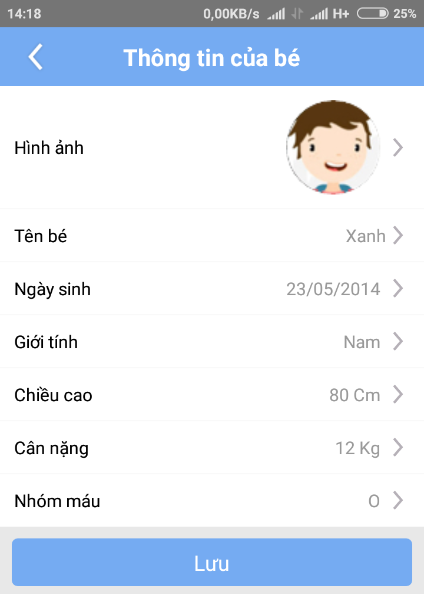 14:18 0,00KB/s H+ 25%
Thông tin của bé
Hình ảnh
Tên bé Xanh
Ngày sinh 23/05/2014
Giới tính Nam
Chiều cao 80 Cm
Cân nặng 12 Kg
Nhóm máu O
Lưu